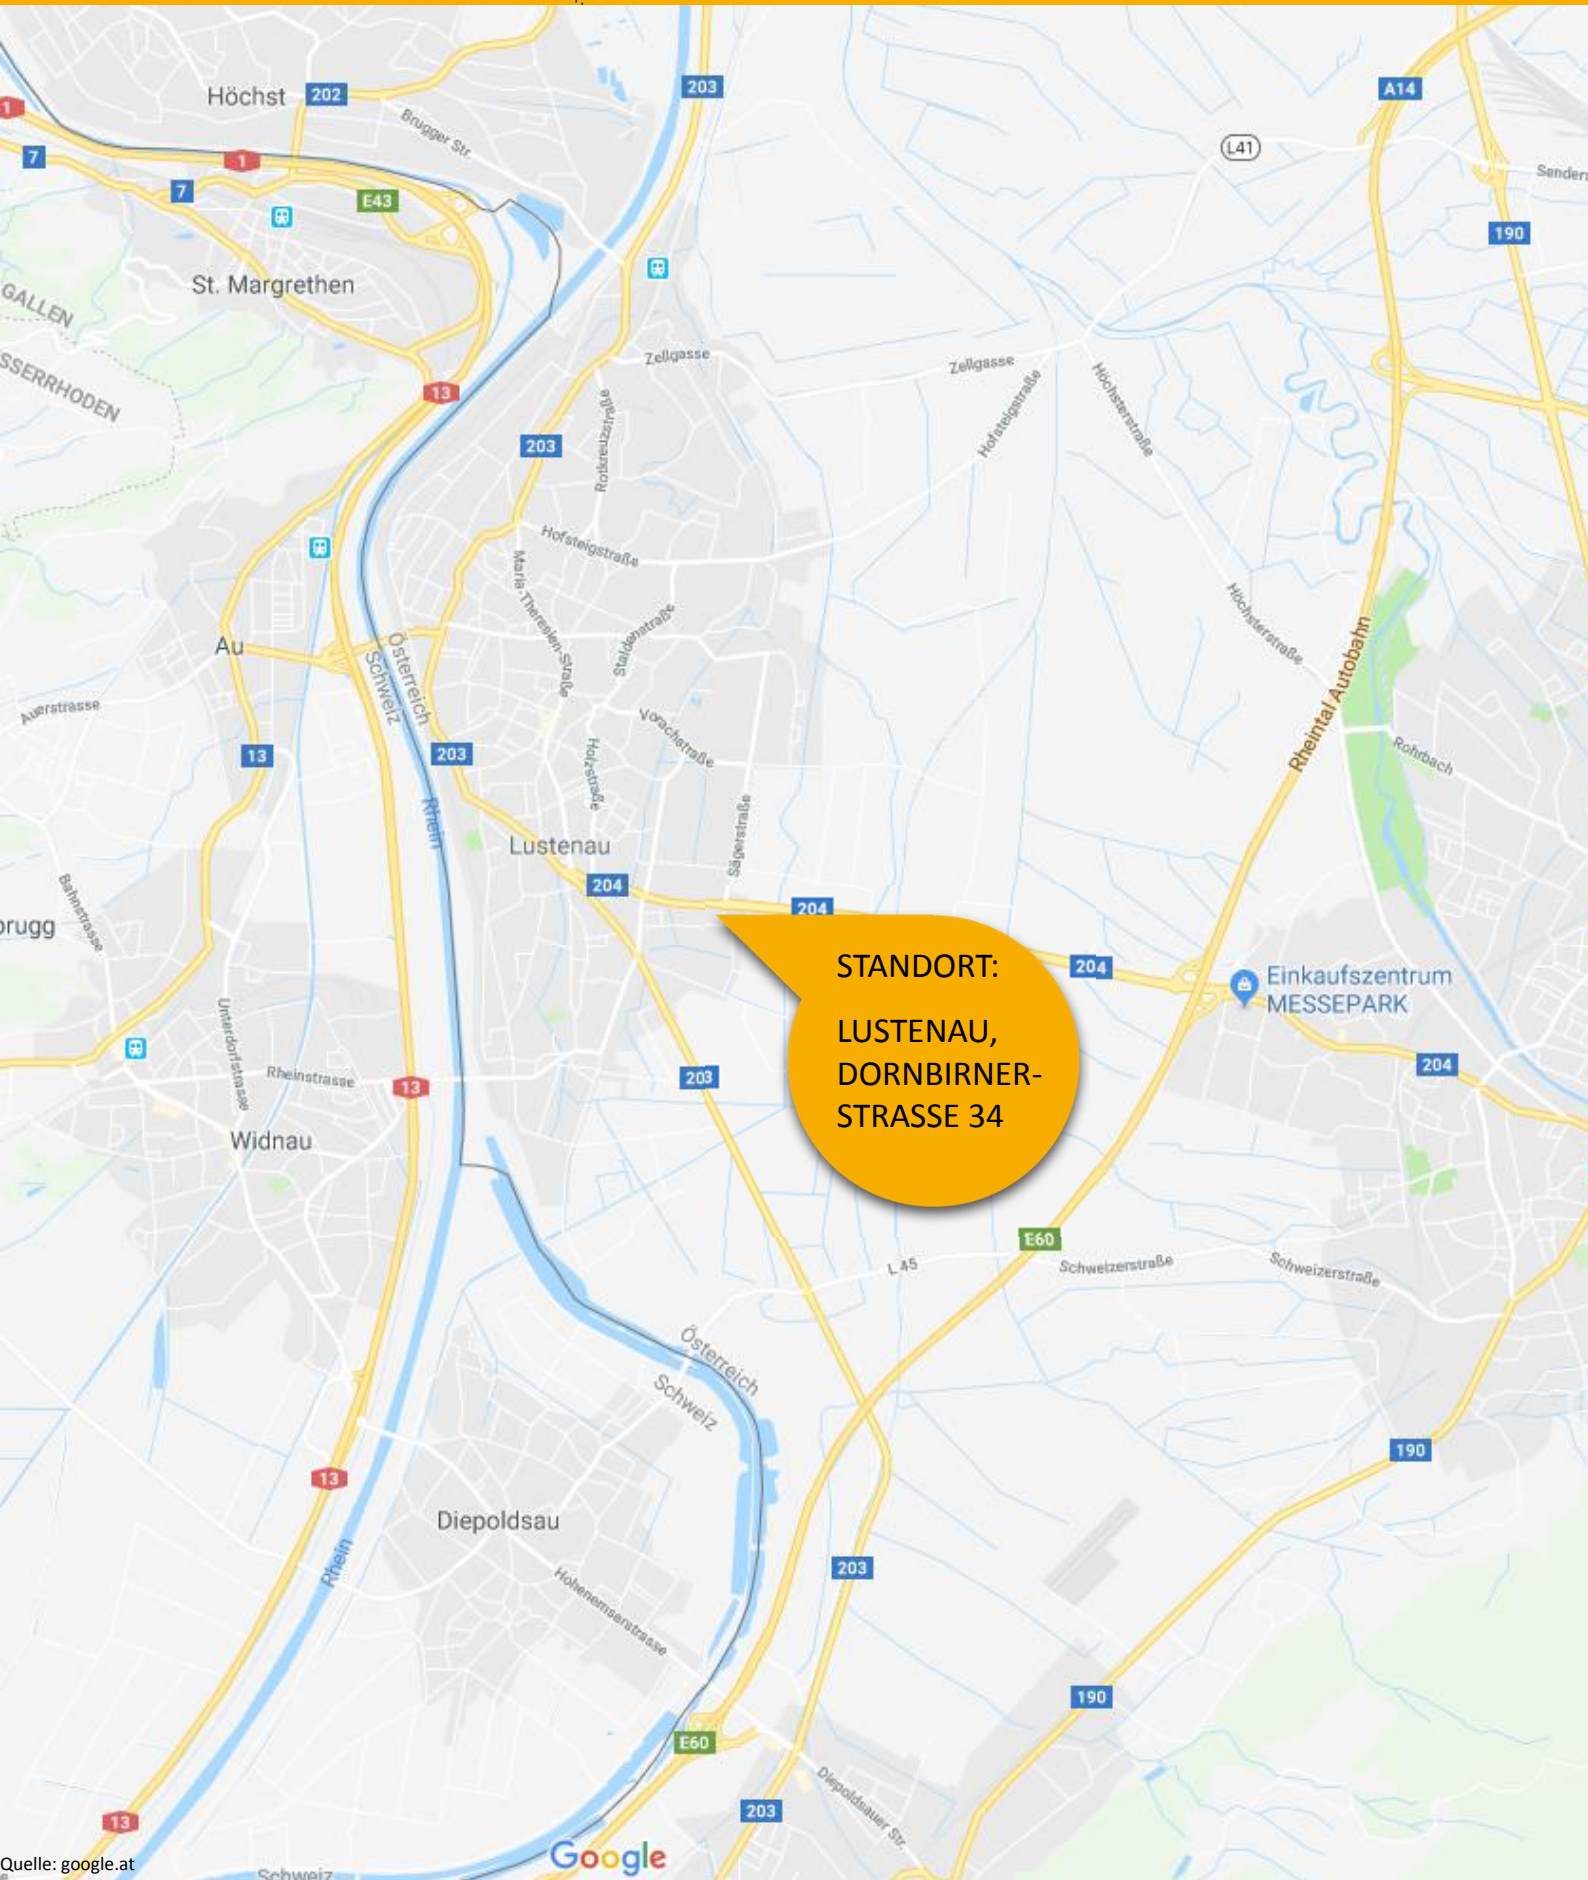 Höchst
202
203
A14
1
Brugger Str.
L41
7
1
Sender
7
E43
190
St. Margrethen
GALLEN
Zellgasse
Zellgasse
SSERRHODEN
13
Hofsteigstraße
Höchsterstraße
203
Rotkreuzstraße
Hofsteigstraße
Maria-Theresien-Straße
Höchsterstraße
Staldenstraße
Au
Österreich
Schweiz
Rheintal Autobahn
Auerstrasse
Vorachstraße
13
203
Holzstraße
Rohrbach
Rhein
Sägerstraße
Lustenau
204
204
Bahnstrasse
brugg
STANDORT:
204
Einkaufszentrum
MESSEPARK
LUSTENAU,
DORNBIRNER-
STRASSE 34
Unterdorfstrasse
Rheinstrasse
13
203
204
Widnau
E60
L 45
Schweizerstraße
Schweizerstraße
Österreich
Schweiz
190
13
Diepoldsau
Rhein
203
Hohenemserstrasse
190
E60
Diepoldsauer Str.
203
13
Google
Quelle: google.at
Schweiz